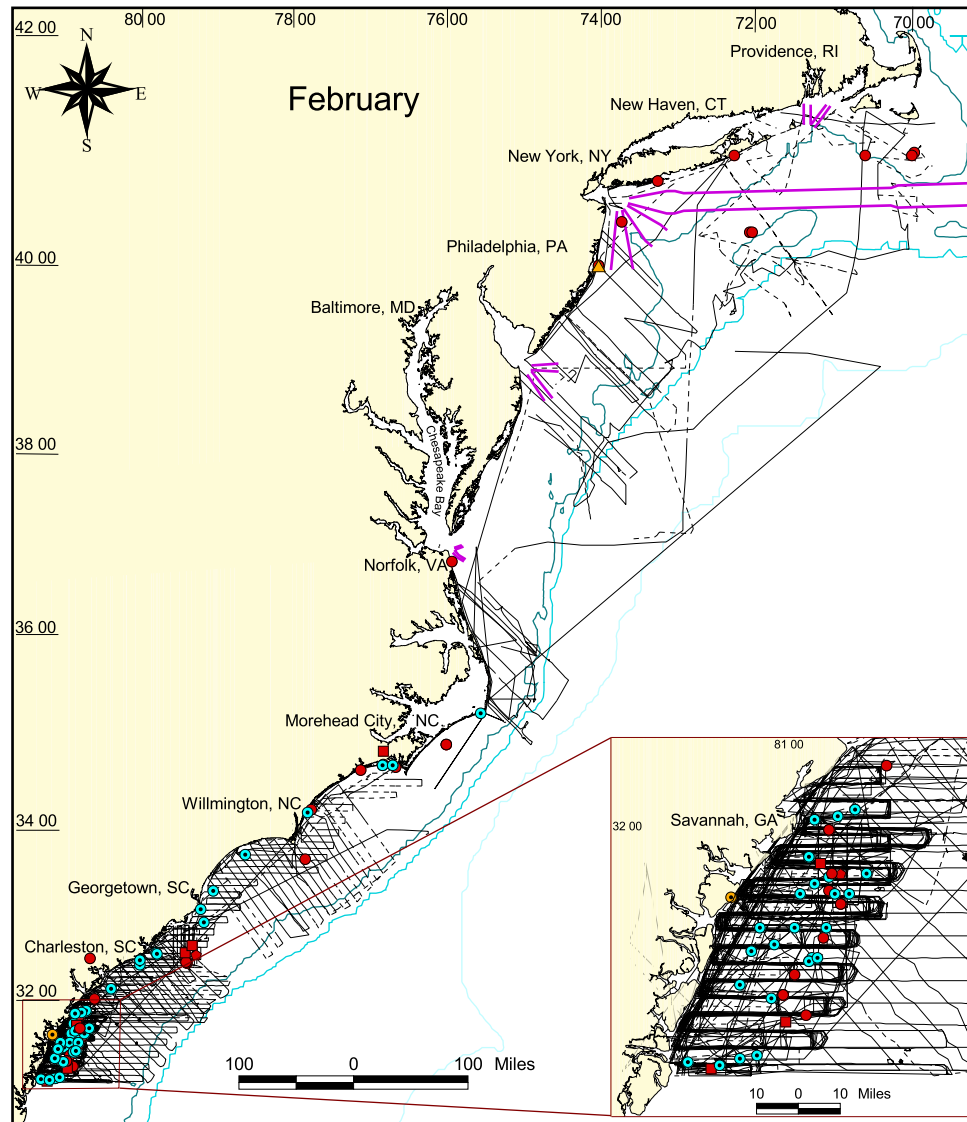 80 00 78 00 76 00 74 00 72 00 70 00
42 00
N
W E
S
February
Providence, RI
New Haven, CT
New York, NY
Philadelphia, PA
40 00
Baltimore, MD
38 00
Chesapeake Bay
Norfolk, VA
36 00
Morehead City, NC
Willmington, NC
34 00
Georgetown, SC
Charleston, SC
32 00
100 0 100 Miles
81 00
32 00
Savannah, GA
10 0 10 Miles